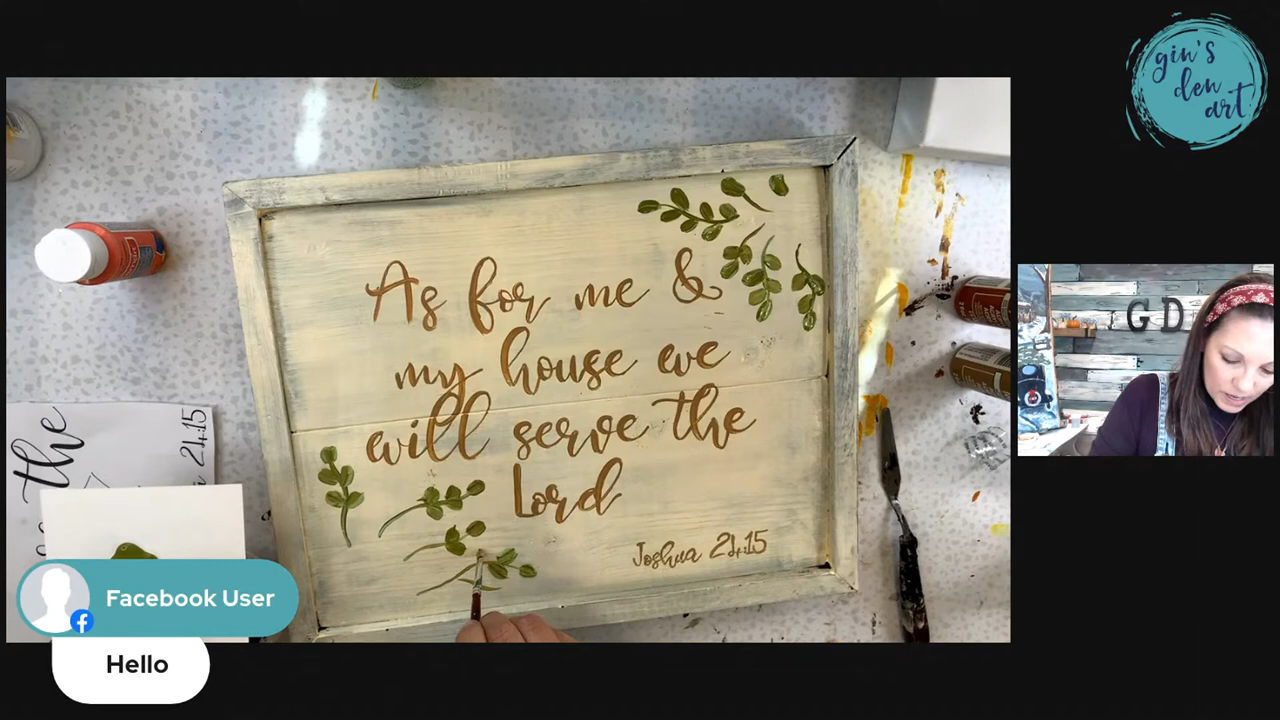 gin's
den
art
As for me &
my house we
will serve the
Lord
Joshua 24:15
GD
the
24:15
Facebook User
Hello